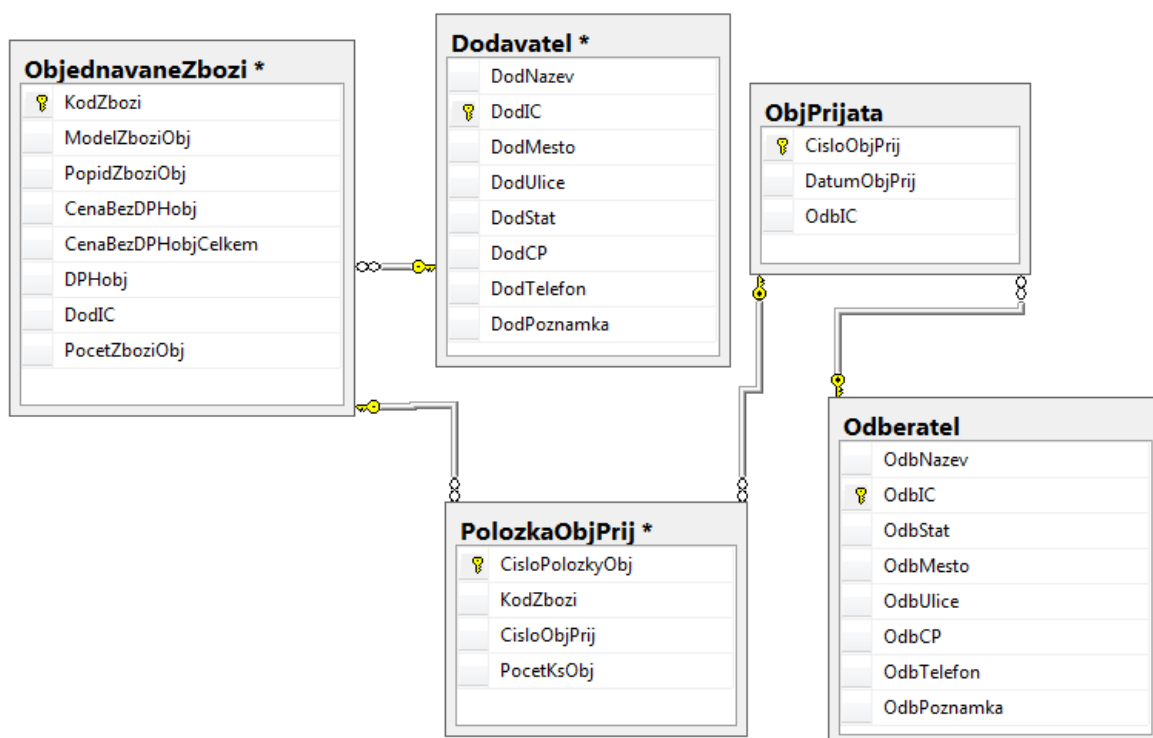 ObjednavaneZbozi *
KodZbozi
ModelZboziObj
PopidZboziObj
CenaBezDPHobj
CenaBezDPHobjCelkem
DPHobj
DodIC
PocetZboziObj
Dodavatel *
DodNazev
DodIC
DodMesto
DodUlice
DodStat
DodCP
DodTelefon
DodPoznamka
ObjPrijata
CisloObjPrij
DatumObjPrij
OdbIC
PolozkaObjPrij *
CisloPolozkyObj
KodZbozi
CisloObjPrij
PocetKsObj
Odberatel
OdbNazev
OdbIC
OdbStat
OdbMesto
OdbUlice
OdbCP
OdbTelefon
OdbPoznamka